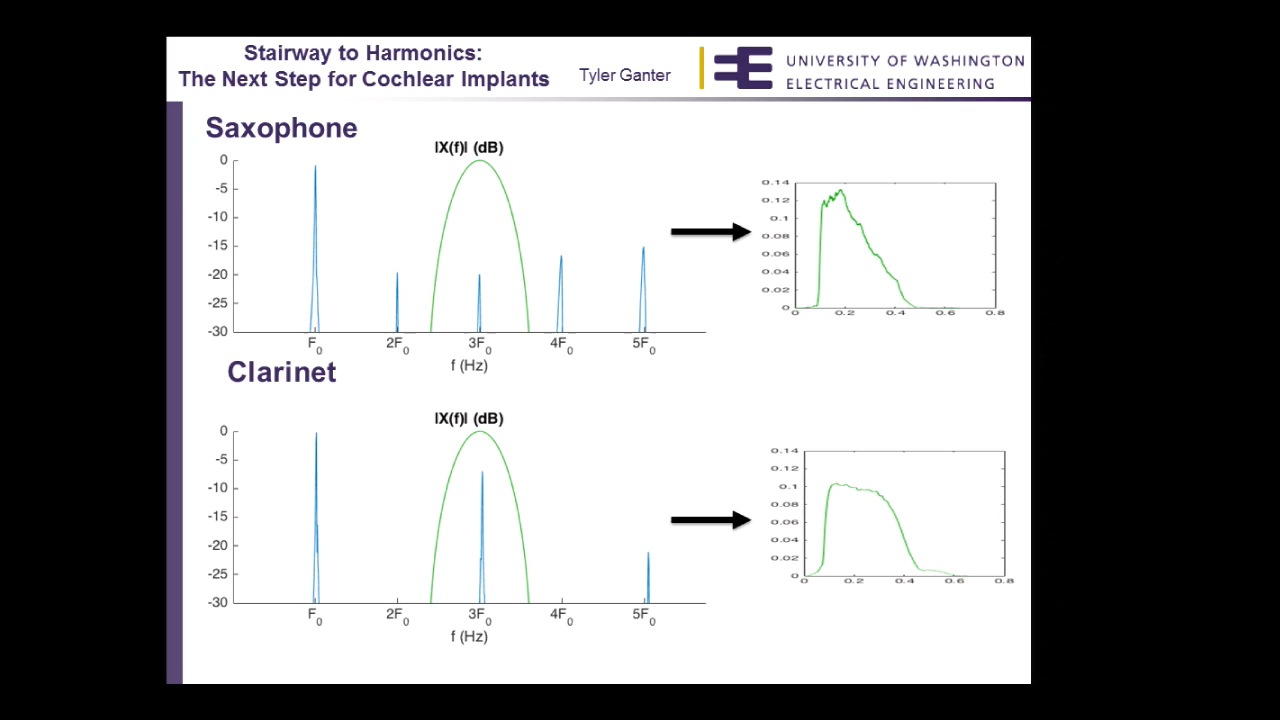 Stairway to Harmonics:
The Next Step for Cochlear Implants
Tyler Ganter
UNIVERSITY OF WASHINGTON
ELECTRICAL ENGINEERING
Saxophone
|X(f)| (dB)
0
-5
-10
-15
-20
-25
-30
F0 2F0 3F0 4F0 5F0
f (Hz)
0.14
0.12
0.1
0.08
0.06
0.04
0.02
0
0 0.2 0.4 0.6 0.8
Clarinet
|X(f)| (dB)
0
-5
-10
-15
-20
-25
-30
F0 2F0 3F0 4F0 5F0
f (Hz)
0.14
0.12
0.1
0.08
0.06
0.04
0.02
0
0 0.2 0.4 0.6 0.8